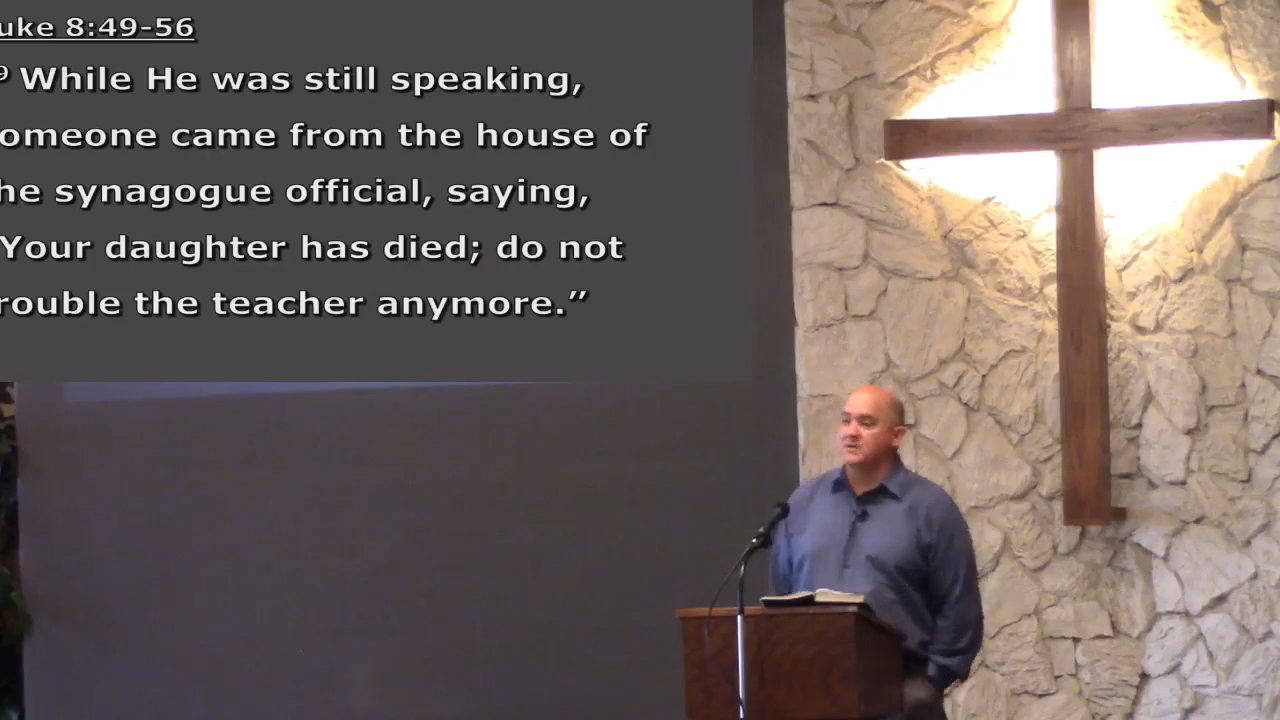 uke 8:49-56
9 While He was still speaking,
omeone came from the house of
he synagogue official, saying,
Your daughter has died; do not
rouble the teacher anymore.”